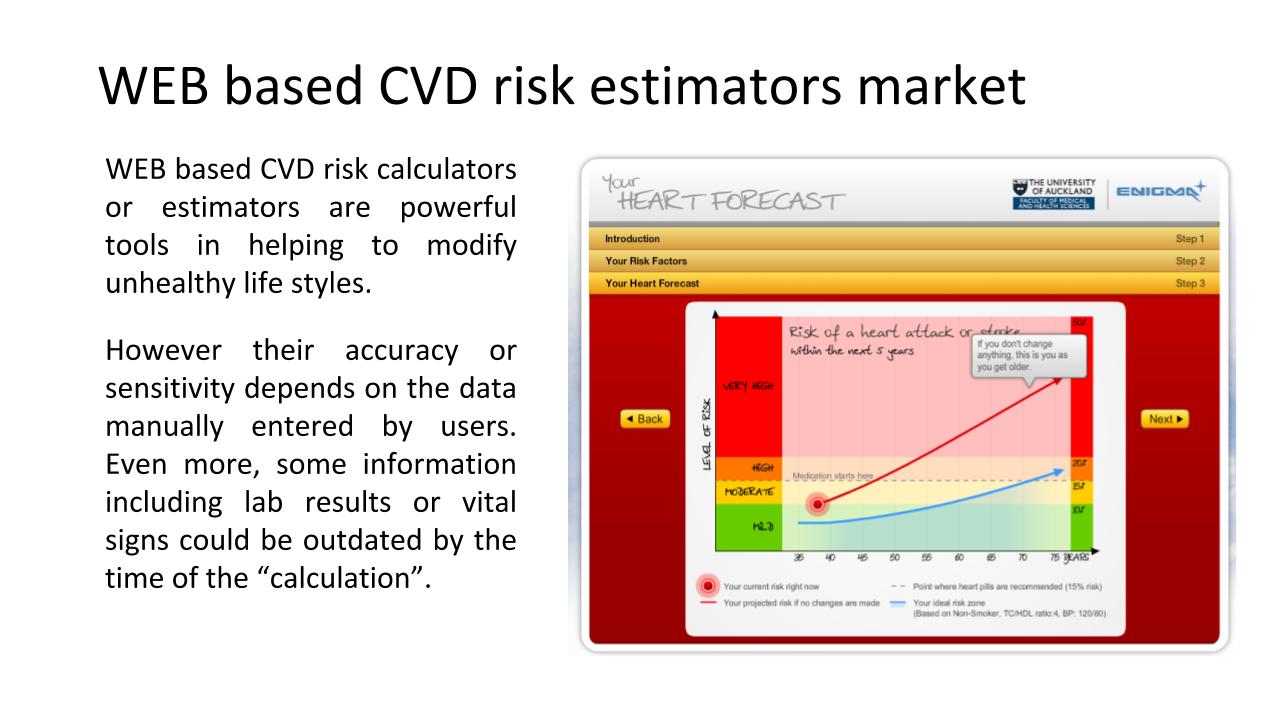 WEB based CVD risk estimators market
WEB based CVD risk calculators
or estimators are powerful
tools in helping to modify
unhealthy life styles.
However their accuracy or
sensitivity depends on the data
manually entered by users.
Even more, some information
including lab results or vital
signs could be outdated by the
time of the “calculation”.
Your
HEART FORECAST
THE UNIVERSITY
OF AUCKLAND
FACULTY OF MEDICAL
AND HEALTH SCIENCES
ENIGMA
Introduction
Step 1
Your Risk Factors
Step 2
Your Heart Forecast
Step 3
Back
Next
Risk of a heart attack or stroke
within the next 5 years
If you don't change
anything, this is you as
you get older.
LEVEL OF RISK
VERY HIGH
HIGH
MODERATE
MILD
Medication starts here
20%
15%
10%
35 40 45 50 55 60 65 70 75 YEARS
Your current risk right now
Your projected risk if no changes are made
Point where heart pills are recommended (15% risk)
Your ideal risk zone
(Based on Non-Smoker, TC/HDL ratio:4, BP: 120/80)